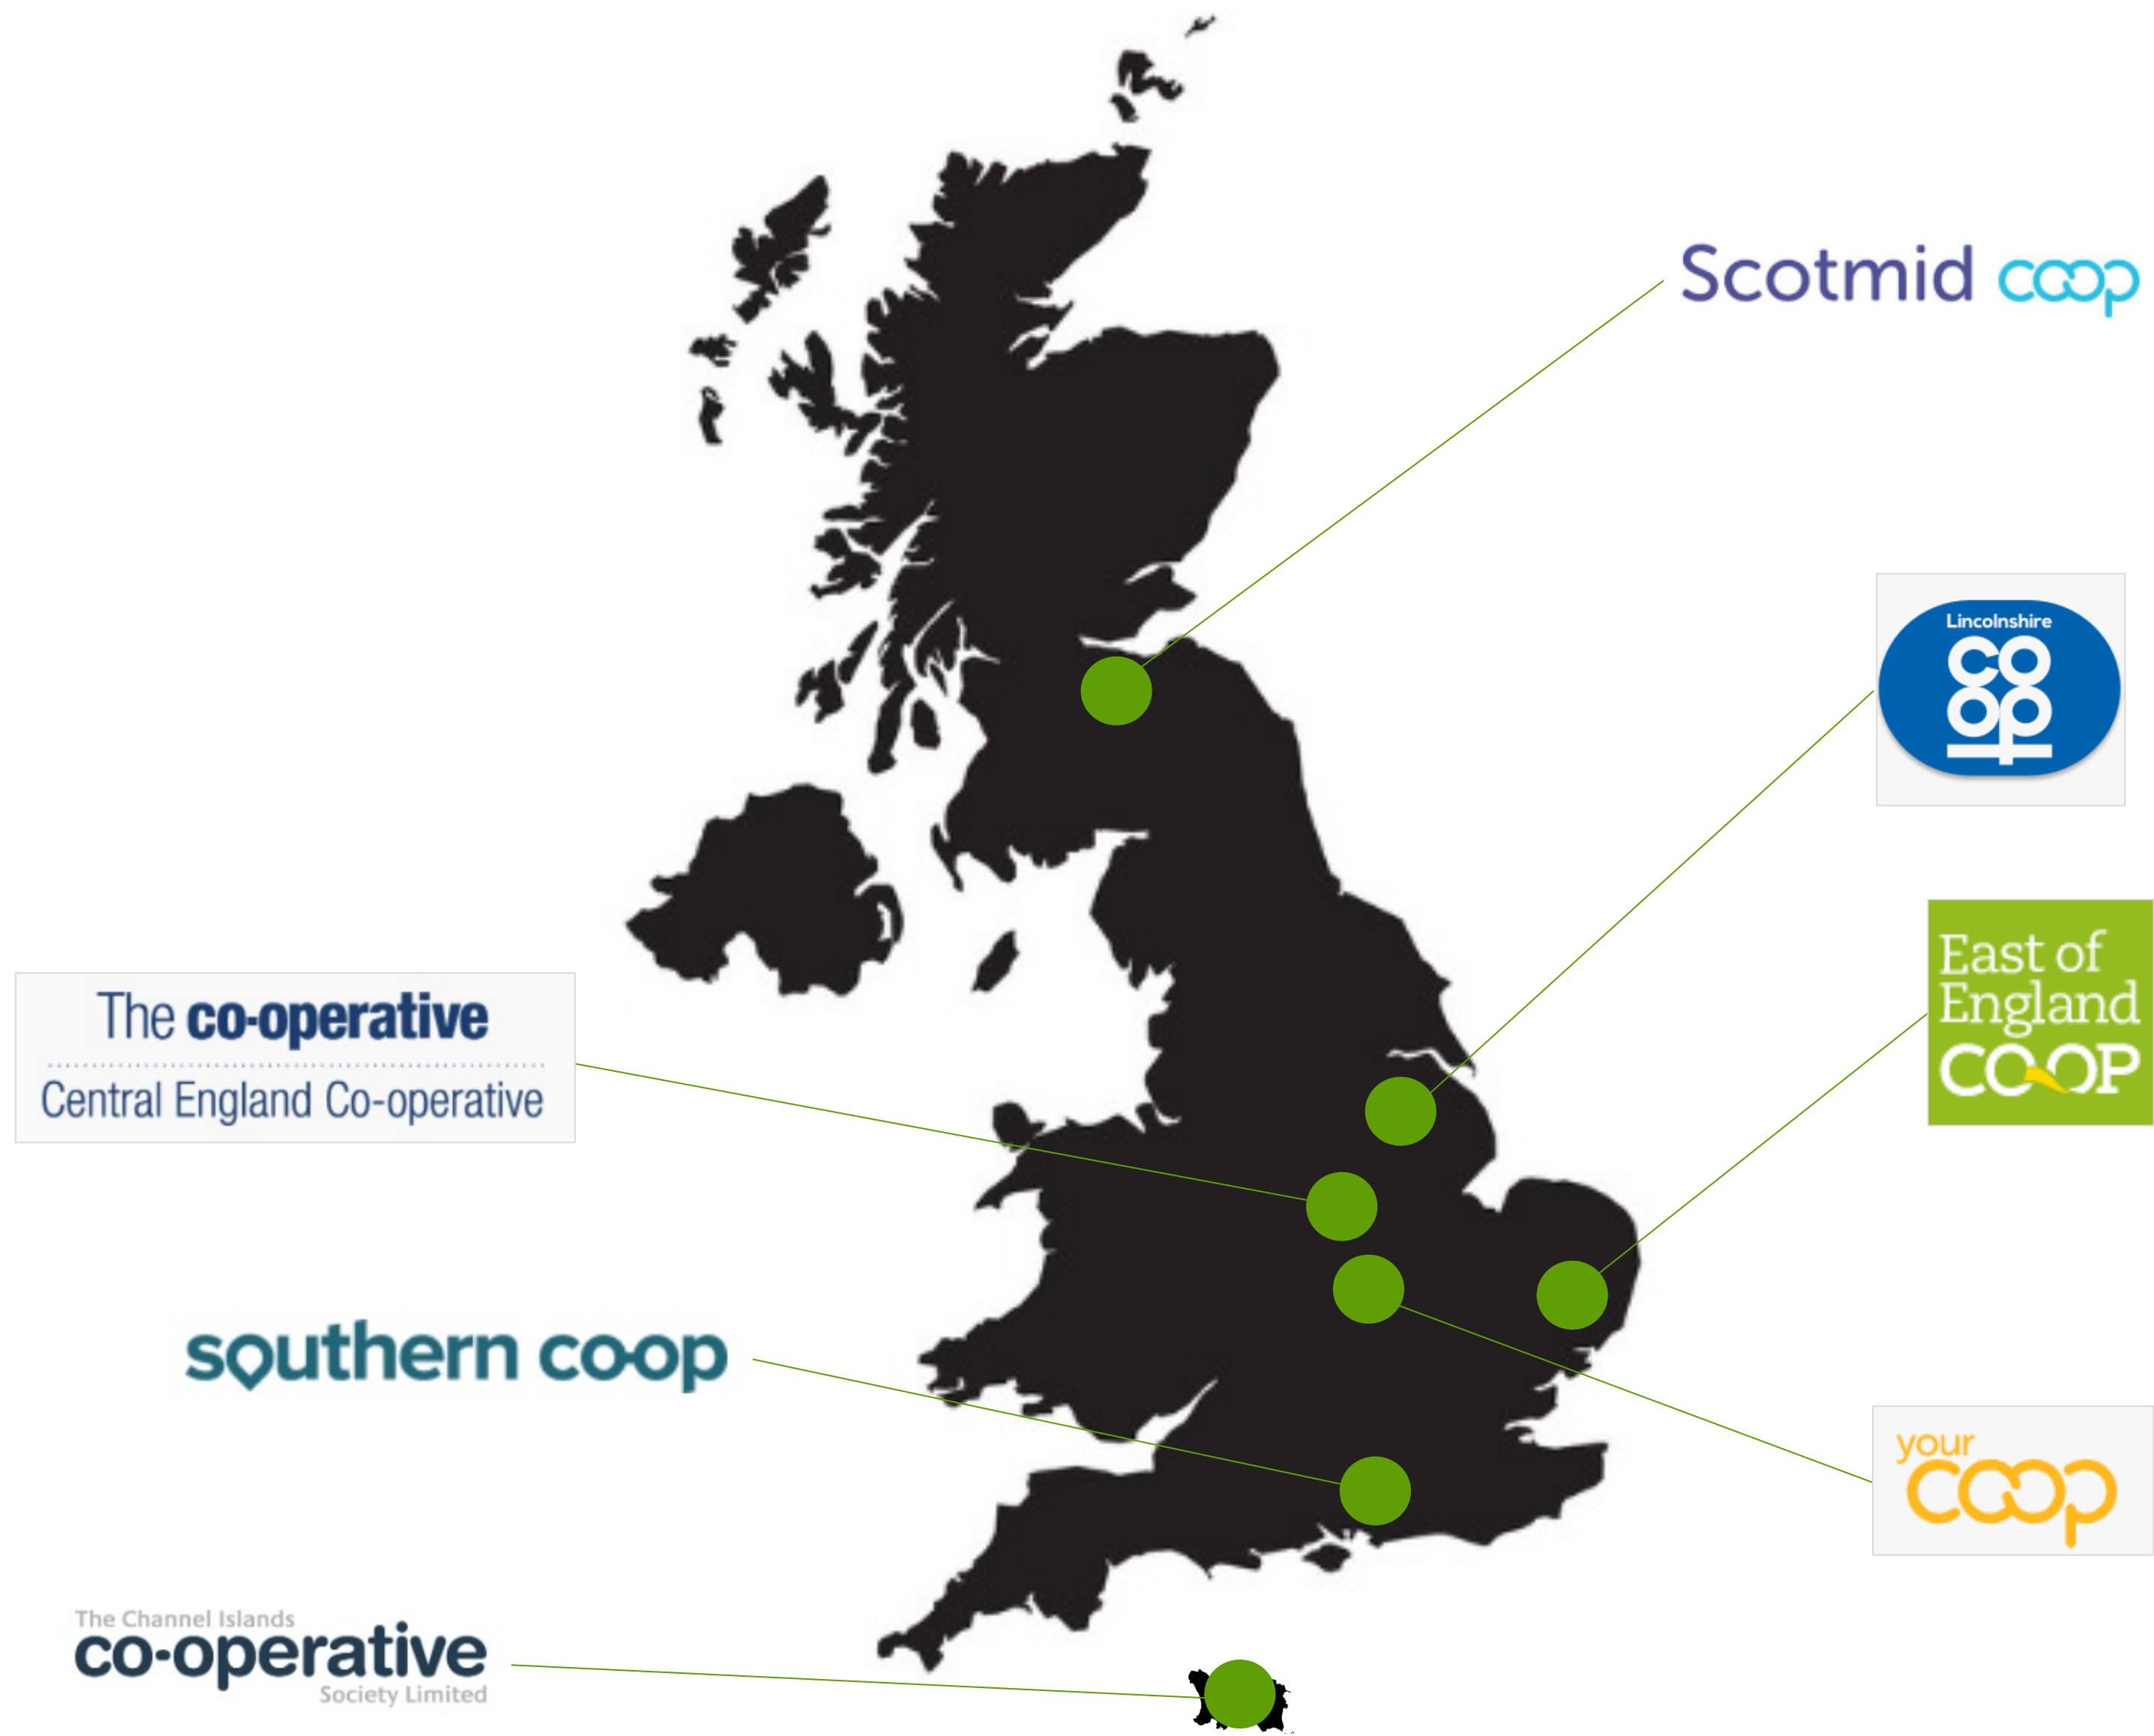 Scotmid coop
Lincolnshire
co
op
East of
England
COOP
The co-operative
Central England Co-operative
southern co-op
your
coop
The Channel Islands
co-operative
Society Limited